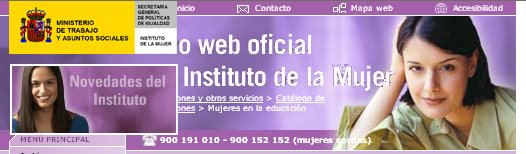 MINISTERIO
DE TRABAJO
Y ASUNTOS SOCIALES
SECRETARÍA
GENERAL
DE POLÍTICAS
DE IGUALDAD
INSTITUTO
DE LA MUJER
nicio
Contacto
Mapa web
Accesibilidad
o web oficial
Instituto de la Mujer
Novedades del
Instituto
ones y otros servicios > Catálogo de
ones > Mujeres en la educación
MENÚ PRINCIPAL
900 191 010 - 900 152 152 (mujeres sordas)